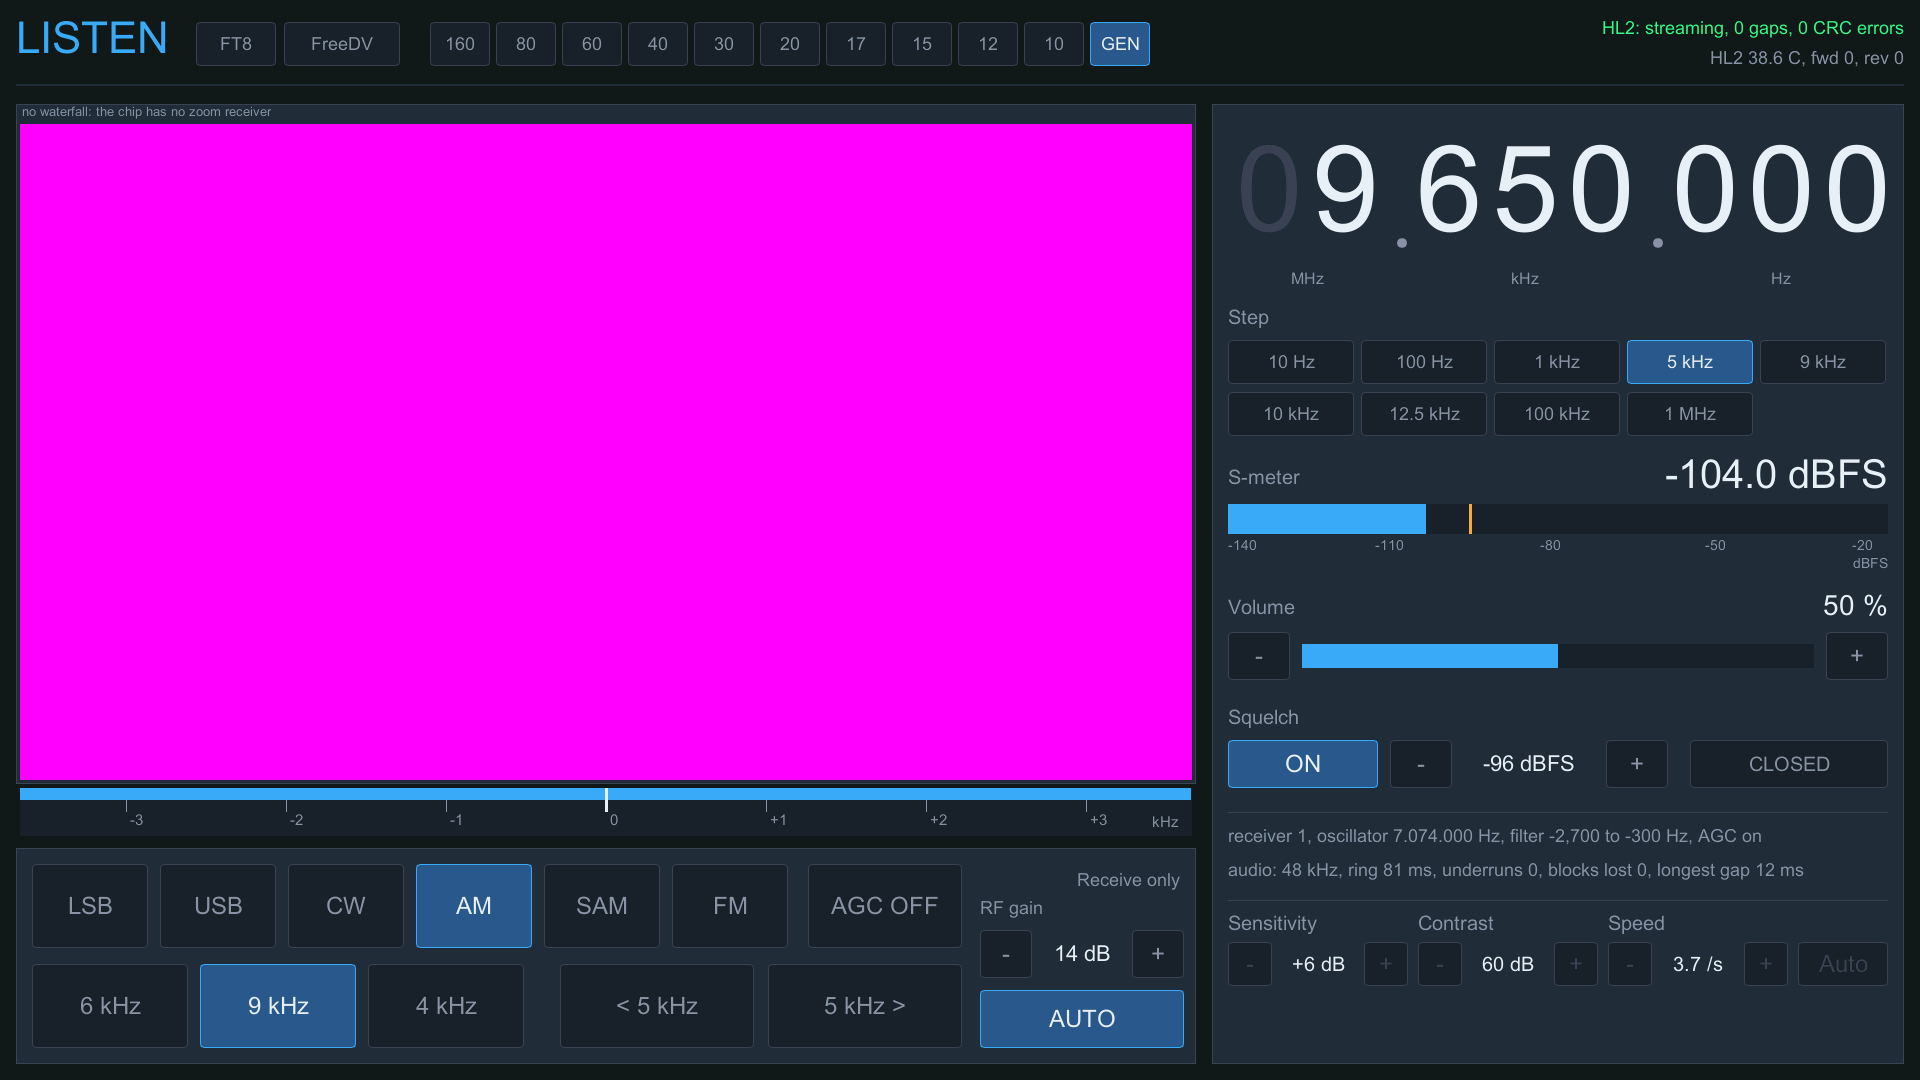 LISTEN
FT8 FreeDV 160 80 60 40 30 20 17 15 12 10 GEN
HL2: streaming, 0 gaps, 0 CRC errors
HL2 38.6 C, fwd 0, rev 0
no waterfall: the chip has no zoom receiver
-3 -2 -1 0 +1 +2 +3 kHz
LSB USB CW AM SAM FM AGC OFF
6 kHz 9 kHz 4 kHz < 5 kHz 5 kHz >
Receive only
RF gain
- 14 dB +
AUTO
09.650.000
MHz kHz Hz
Step
10 Hz 100 Hz 1 kHz 5 kHz 9 kHz
10 kHz 12.5 kHz 100 kHz 1 MHz
S-meter -104.0 dBFS
-140 -110 -80 -50 -20
dBFS
Volume 50 %
- +
Squelch
ON - -96 dBFS + CLOSED
receiver 1, oscillator 7.074.000 Hz, filter -2,700 to -300 Hz, AGC on
audio: 48 kHz, ring 81 ms, underruns 0, blocks lost 0, longest gap 12 ms
Sensitivity Contrast Speed
- +6 dB + - 60 dB + - 3.7 /s + Auto